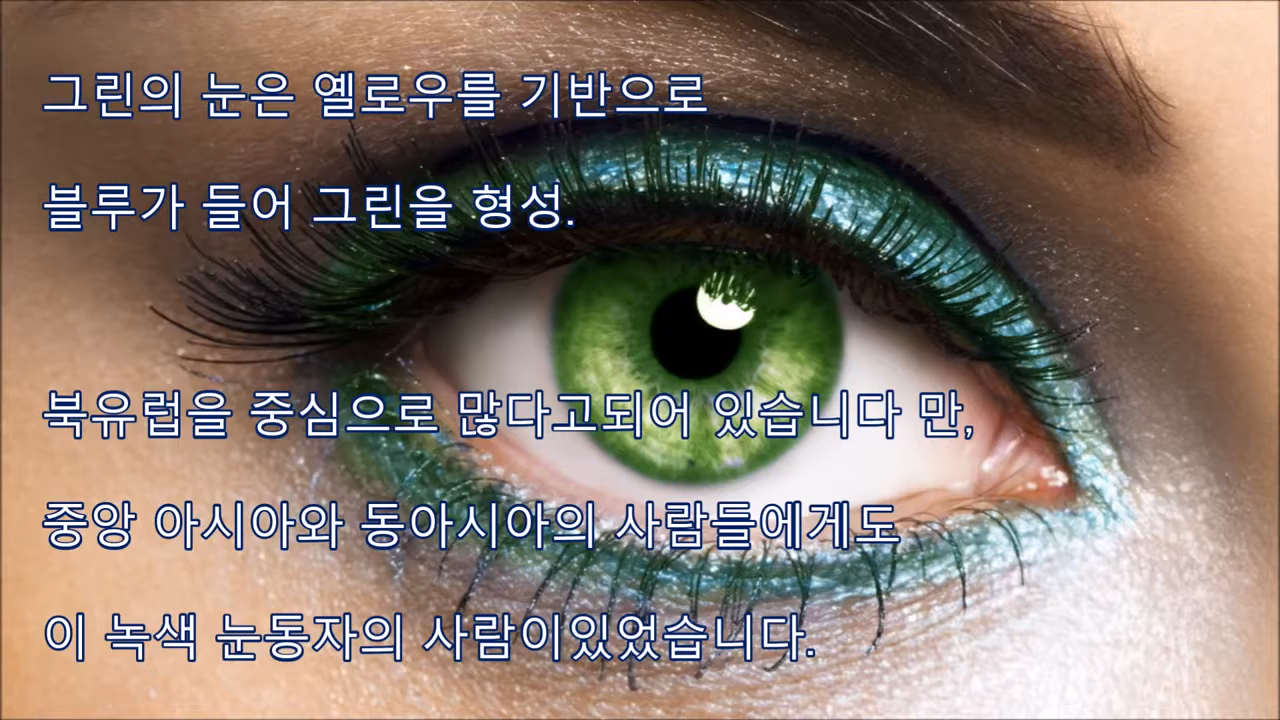 그린의 눈은 옐로우를 기반으로
블루가 들어 그린을 형성.
북유럽을 중심으로 많다고되어 있습니다 만,
중앙 아시아와 동아시아의 사람들에게도
이 녹색 눈동자의 사람이있었습니다.